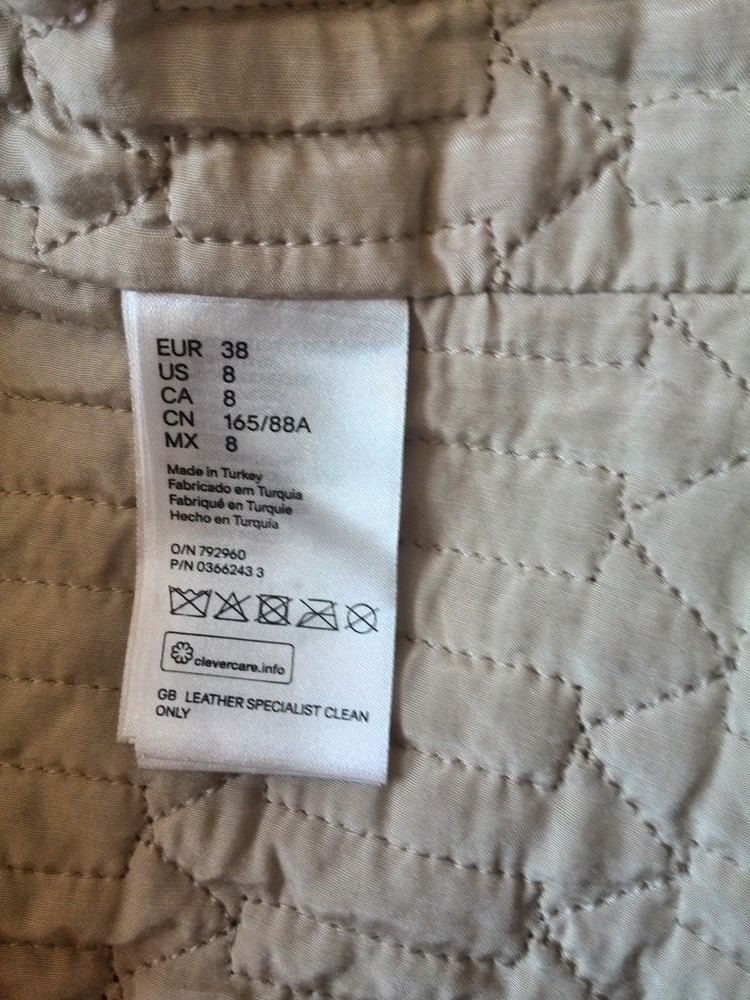 EUR 38
US 8
CA 8
CN 165/88A
MX 8
Made in Turkey
Fabricado em Turquia
Fabriqué en Turquie
Hecho en Turquía
O/N 792960
P/N 0366243 3
clevercare.info
GB LEATHER SPECIALIST CLEAN
ONLY